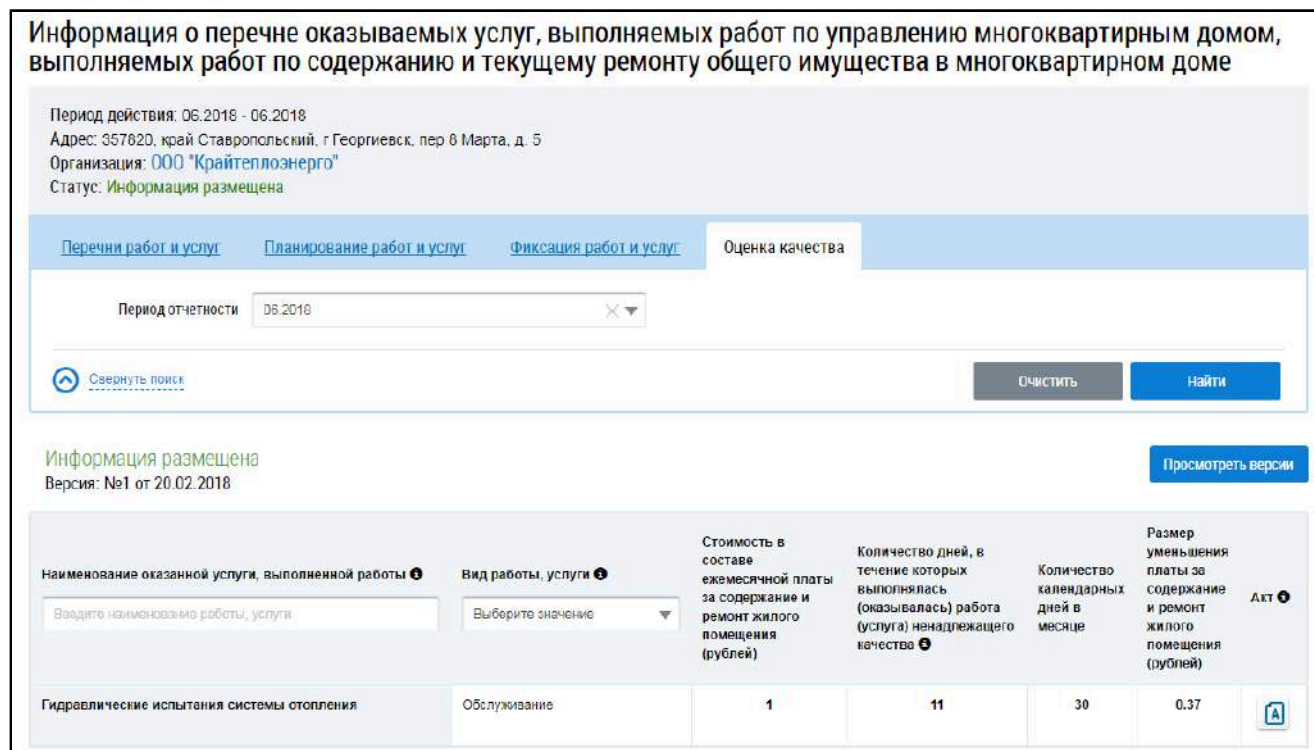 Информация о перечне оказываемых услуг, выполняемых работ по управлению многоквартирным домом,
выполняемых работ по содержанию и текущему ремонту общего имущества в многоквартирном доме
Период действия: 06.2018 - 06.2018
Адрес: 357820, край Ставропольский, г Георгиевск, пер 8 Марта, д. 5
Организация: ООО "Крайтеплоэнерго"
Статус: Информация размещена
Перечни работ и услуг Планирование работ и услуг Фиксация работ и услуг Оценка качества
Период отчетности 06.2018
Свернуть поиск Очистить Найти
Информация размещена
Просмотреть версии
Версия: №1 от 20.02.2018
Наименование оказанной услуги, выполненной работы
Введите наименование работы, услуги
Вид работы, услуги
Выберите значение
Стоимость в
составе
ежемесячной платы
за содержание и
ремонт жилого
помещения
(рублей)
Количество дней, в
течение которых
выполнялась
(оказывалась) работа
(услуга) ненадлежащего
качества
Количество
календарных
дней в
месяце
Размер
уменьшения
платы за
содержание
и ремонт
жилого
помещения
(рублей)
Акт
Гидравлические испытания системы отопления Обслуживание 1 11 30 0.37 А